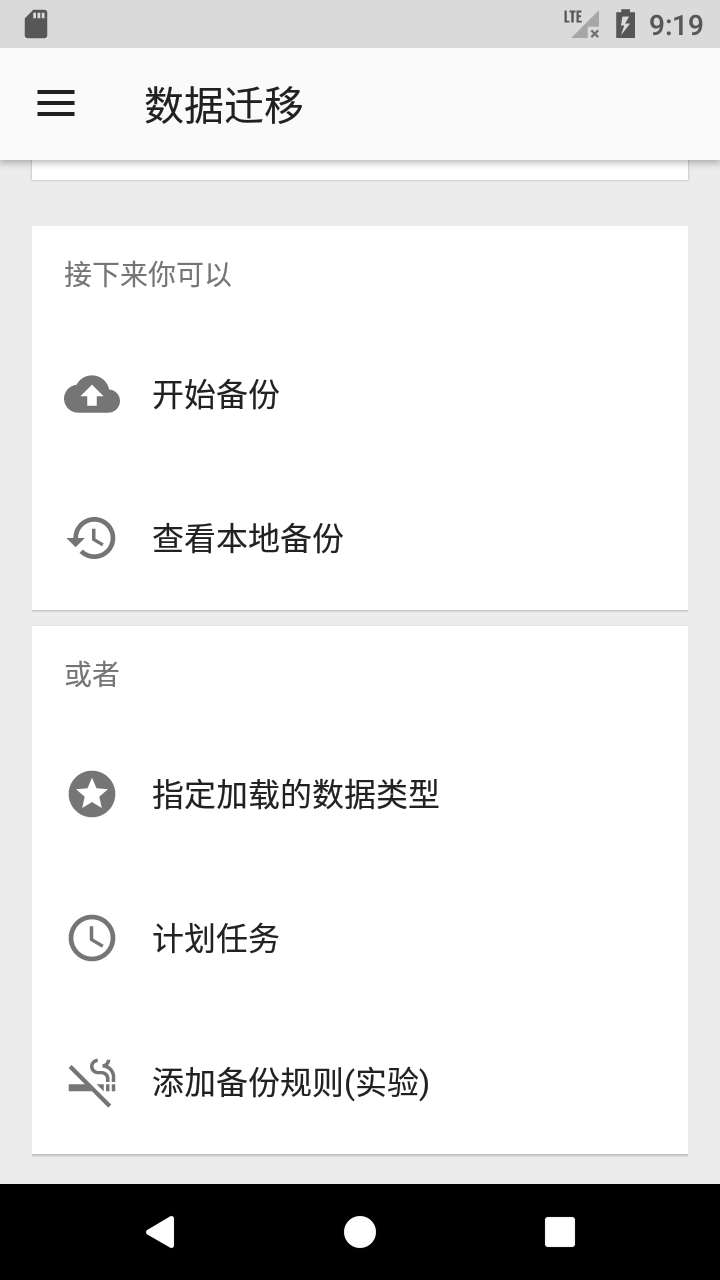 LTE 9:19
数据迁移
接下来你可以
开始备份
查看本地备份
或者
指定加载的数据类型
计划任务
添加备份规则(实验)